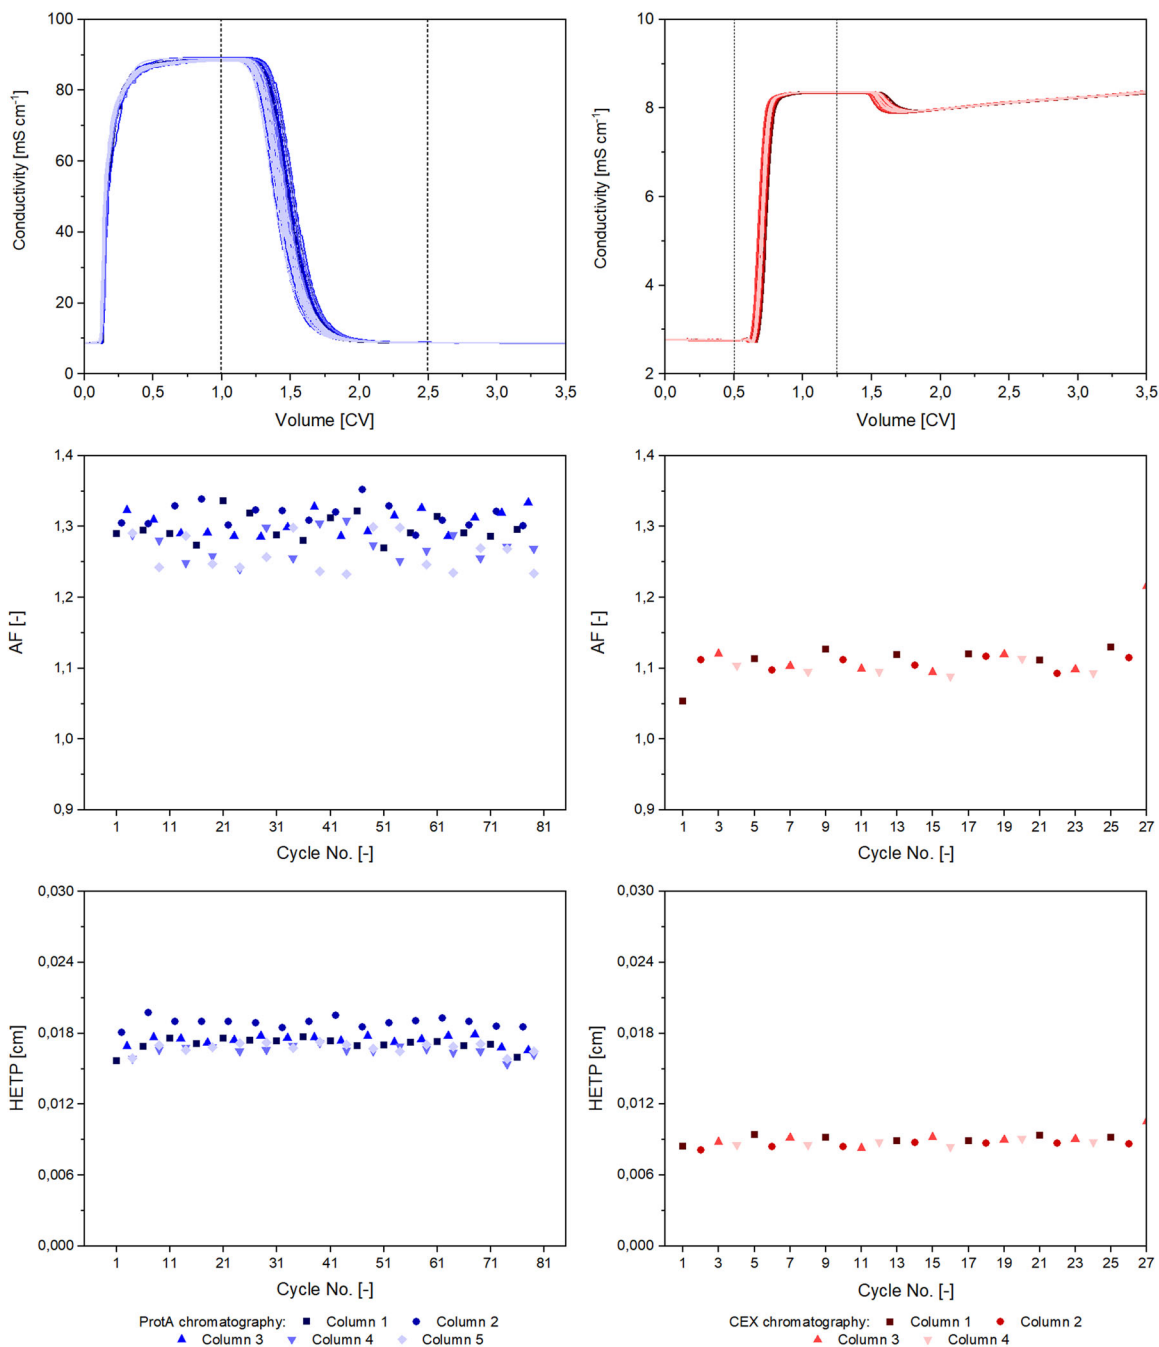 100
80
60
40
20
0
Conductivity [mS cm⁻¹]
0,0 0,5 1,0 1,5 2,0 2,5 3,0 3,5
Volume [CV]
10
8
6
4
2
Conductivity [mS cm⁻¹]
0,0 0,5 1,0 1,5 2,0 2,5 3,0 3,5
Volume [CV]
1,4
1,3
1,2
1,1
1,0
0,9
AF [-]
1 11 21 31 41 51 61 71 81
Cycle No. [-]
1,4
1,3
1,2
1,1
1,0
0,9
AF [-]
1 3 5 7 9 11 13 15 17 19 21 23 25 27
Cycle No. [-]
0,030
0,024
0,018
0,012
0,006
0,000
HETP [cm]
1 11 21 31 41 51 61 71 81
Cycle No. [-]
0,030
0,024
0,018
0,012
0,006
0,000
HETP [cm]
1 3 5 7 9 11 13 15 17 19 21 23 25 27
Cycle No. [-]
ProtA chromatography: Column 1 Column 2
Column 3 Column 4 Column 5
CEX chromatography: Column 1 Column 2
Column 3 Column 4